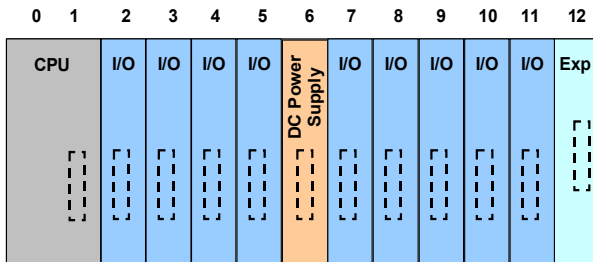 0 1 2 3 4 5 6 7 8 9 10 11 12
CPU I/O I/O I/O I/O DC Power Supply I/O I/O I/O I/O I/O Exp